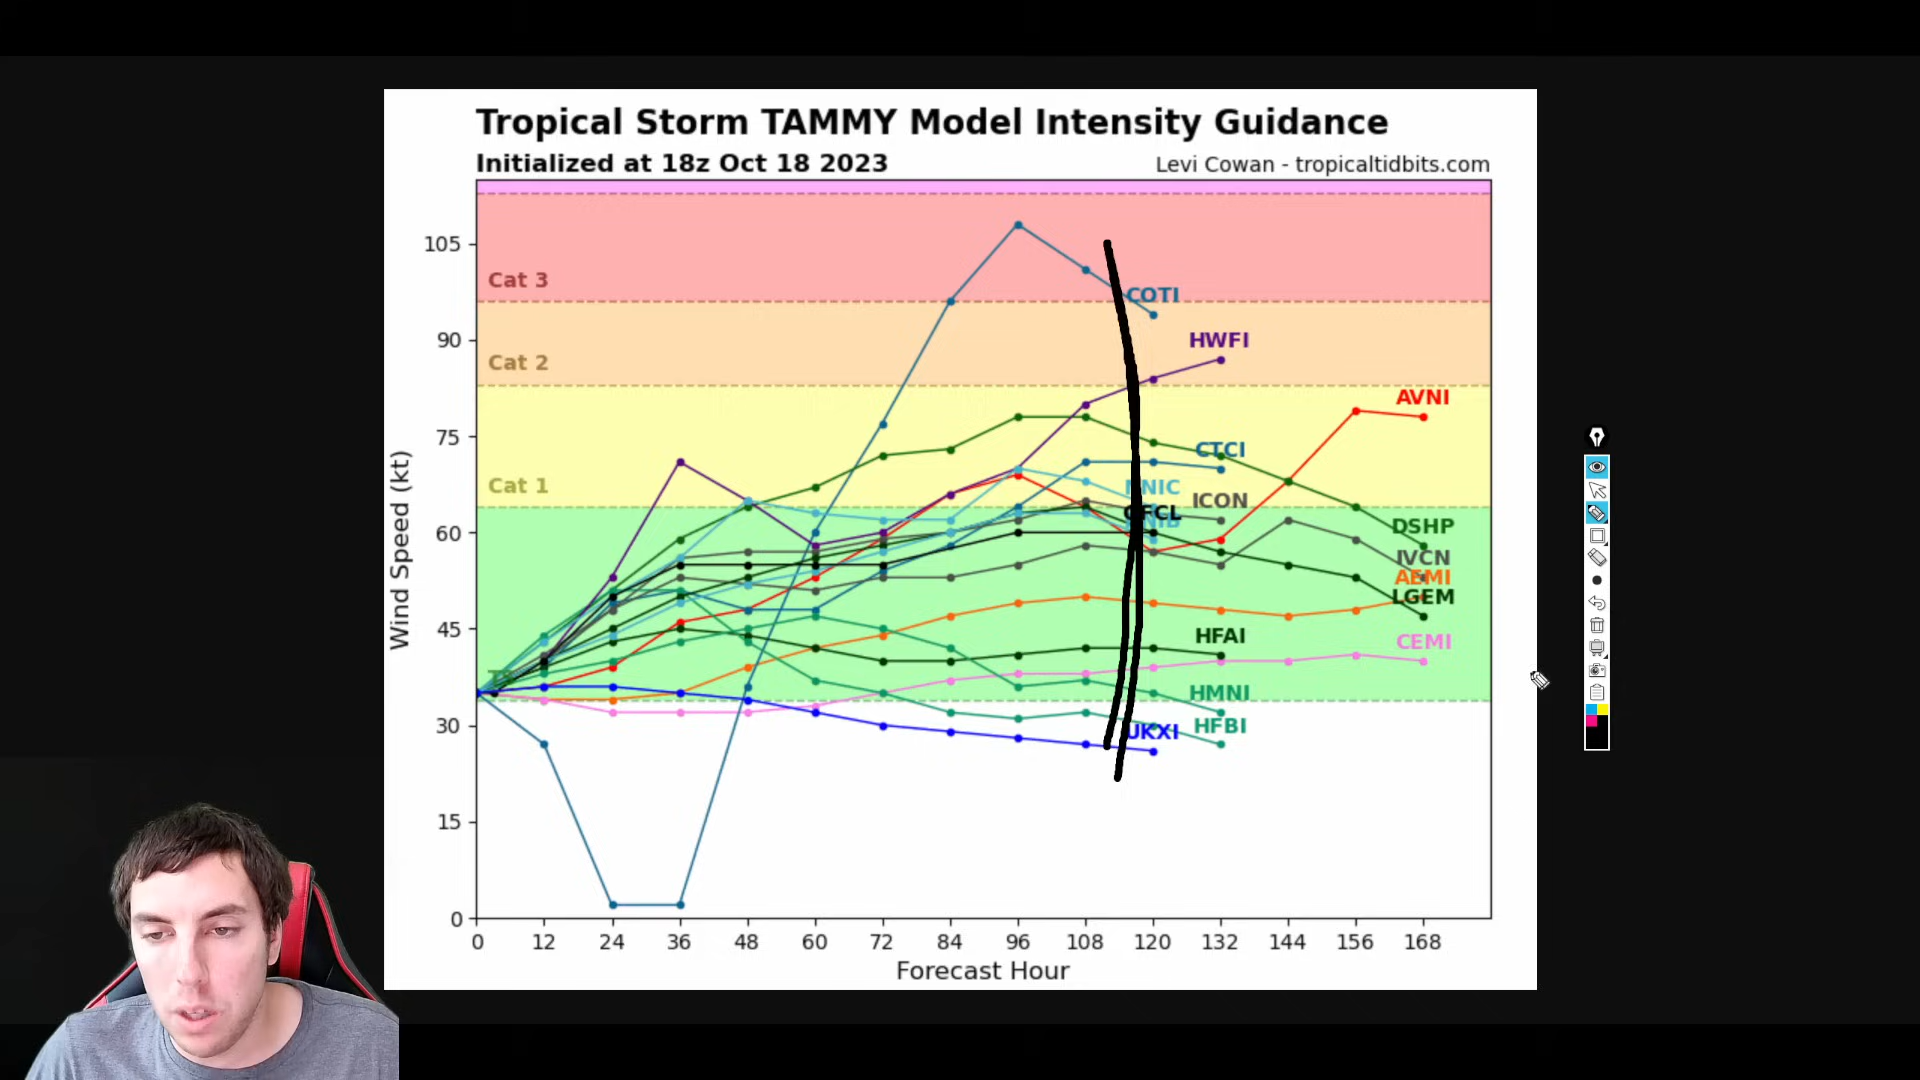 Tropical Storm TAMMY Model Intensity Guidance
Initialized at 18z Oct 18 2023
Levi Cowan - tropicaltidbits.com
105
Cat 3
COTI
90
HWFI
Cat 2
AVNI
75
CTCI
Cat 1
ICON
60
DSHP
IVCN
AEMI
LGEM
45
HFAI
CEMI
HMNI
30
HFBI
UKXI
15
0
Wind Speed (kt)
0 12 24 36 48 60 72 84 96 108 120 132 144 156 168
Forecast Hour